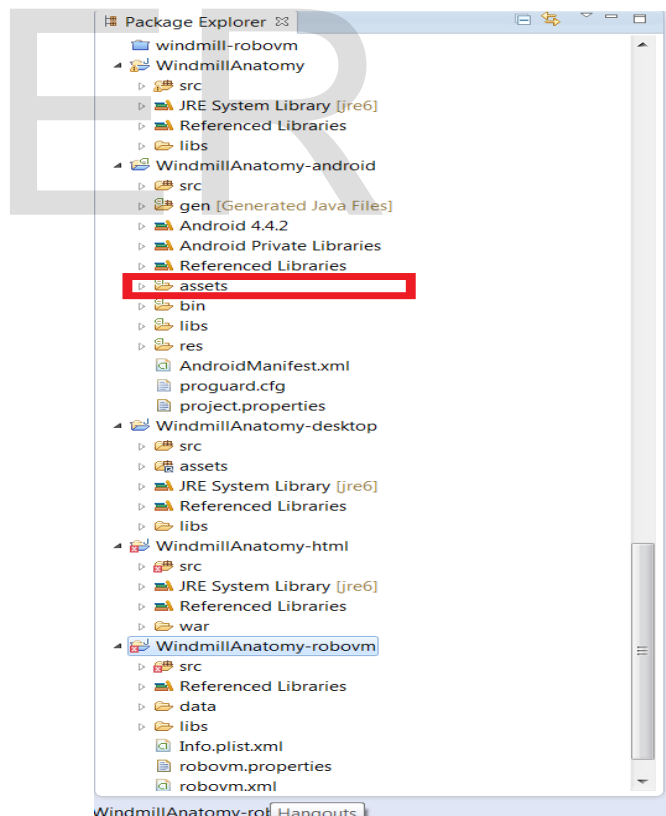 Package Explorer
windmill-robovm
WindmillAnatomy
src
JRE System Library [jre6]
Referenced Libraries
libs
WindmillAnatomy-android
src
gen [Generated Java Files]
Android 4.4.2
Android Private Libraries
Referenced Libraries
assets
bin
libs
res
AndroidManifest.xml
proguard.cfg
project.properties
WindmillAnatomy-desktop
src
assets
JRE System Library [jre6]
Referenced Libraries
libs
WindmillAnatomy-html
src
JRE System Library [jre6]
Referenced Libraries
war
WindmillAnatomy-robovm
src
Referenced Libraries
data
libs
Info.plist.xml
robovm.properties
robovm.xml
WindmillAnatomy-rob Hangouts
ER